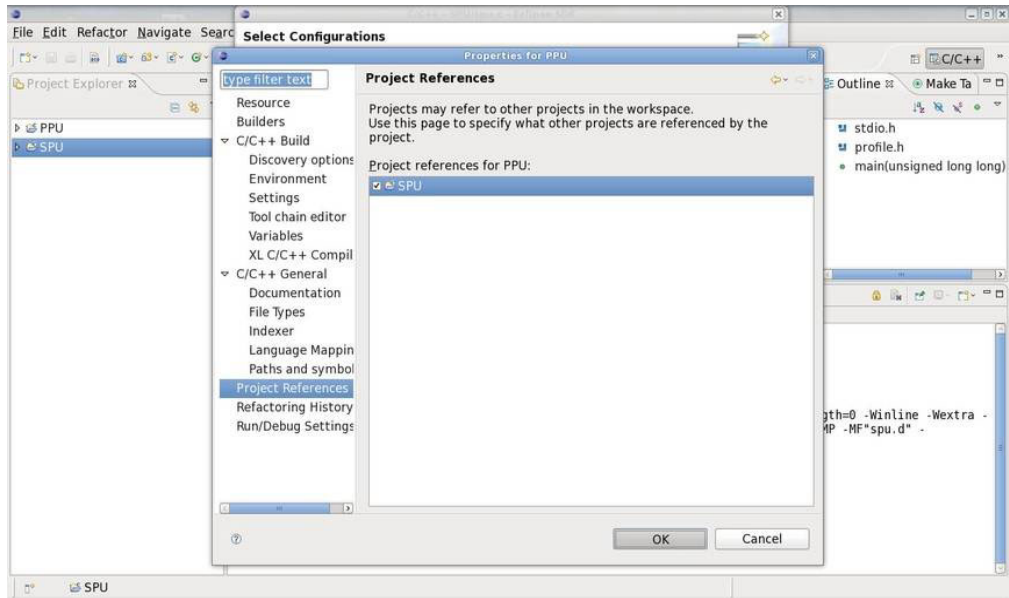 File Edit Refactor Navigate Searc
Select Configurations
Properties for PPU
C/C++
Project Explorer
type filter text
Project References
Outline
Make Ta
Resource
Builders
C/C++ Build
Discovery options
Environment
Settings
Tool chain editor
Variables
XL C/C++ Compil
C/C++ General
Documentation
File Types
Indexer
Language Mappin
Paths and symbol
Project References
Refactoring History
Run/Debug Settings
Projects may refer to other projects in the workspace.
Use this page to specify what other projects are referenced by the
project.
Project references for PPU:
SPU
PPU
SPU
stdio.h
profile.h
main(unsigned long long)
gth=0 -Winline -Wextra -
MP -MF"spu.d" -
OK
Cancel
SPU